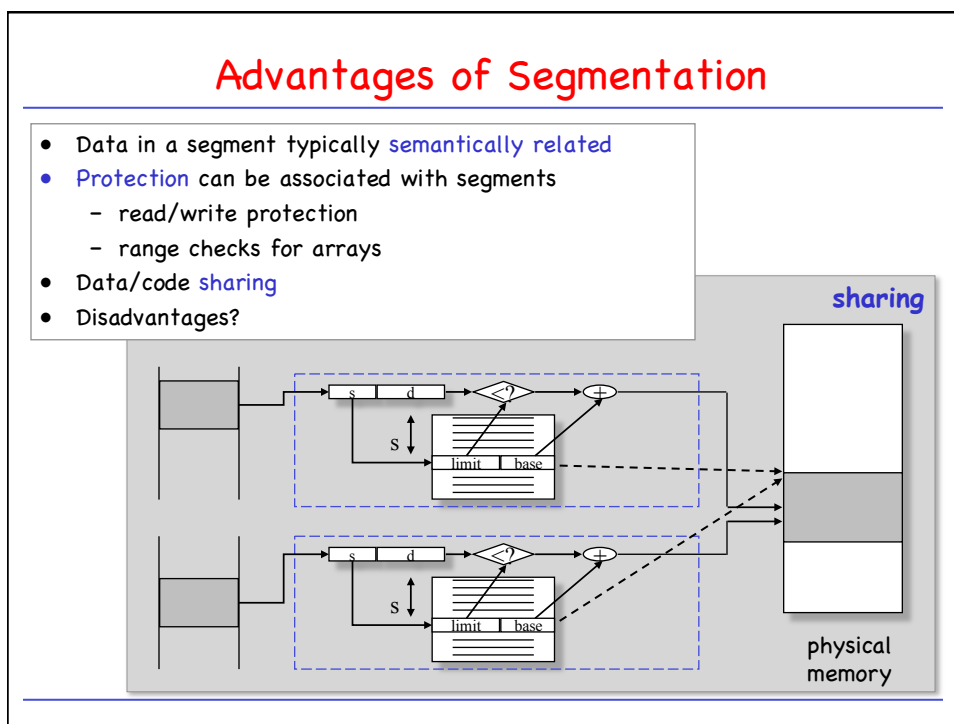 Advantages of Segmentation
• Data in a segment typically semantically related
• Protection can be associated with segments
– read/write protection
– range checks for arrays
• Data/code sharing
• Disadvantages?
sharing
s d <? +
s
limit base
s d <? +
s
limit base
physical
memory